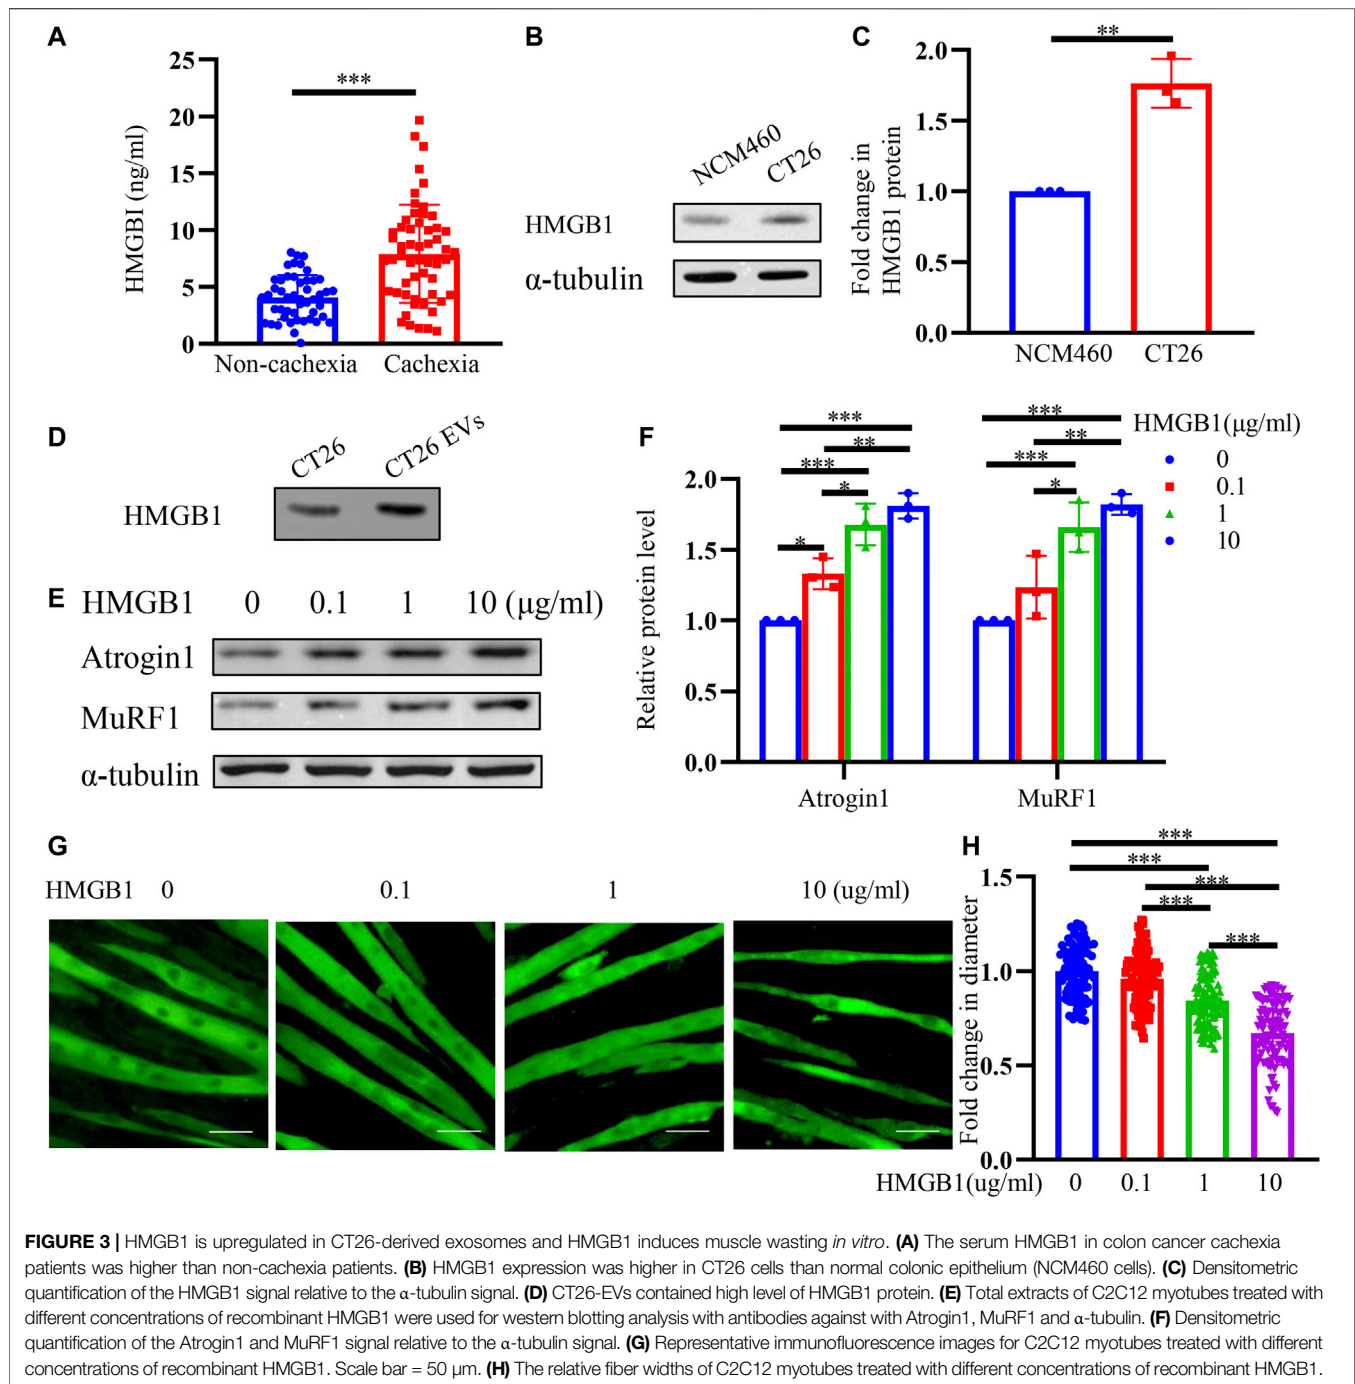 A
25
20
15
10
5
0
HMGBI (ng/ml)
***
Non-cachexia
Cachexia
B
NCM460
CT26
HMGB1
α-tubulin
C
2.0
1.5
1.0
0.5
0.0
Fold change in
HMGB1 protein
**
NCM460
CT26
D
CT26
CT26 EVs
HMGB1
E
HMGB1 0 0.1 1 10 (μg/ml)
Atrogin1
MuRF1
α-tubulin
F
2.0
1.5
1.0
0.5
0.0
Relative protein level
***
**
***
*
*
***
**
***
*
Atrogin1
MuRF1
HMGB1(μg/ml)
0
0.1
1
10
G
HMGB1 0 0.1 1 10 (ug/ml)
H
1.5
1.0
0.5
0.0
Fold change in diameter
***
***
***
***
***
HMGB1(ug/ml) 0 0.1 1 10
FIGURE 3 | HMGB1 is upregulated in CT26-derived exosomes and HMGB1 induces muscle wasting in vitro. (A) The serum HMGB1 in colon cancer cachexia
patients was higher than non-cachexia patients. (B) HMGB1 expression was higher in CT26 cells than normal colonic epithelium (NCM460 cells). (C) Densitometric
quantification of the HMGB1 signal relative to the α-tubulin signal. (D) CT26-EVs contained high level of HMGB1 protein. (E) Total extracts of C2C12 myotubes treated with
different concentrations of recombinant HMGB1 were used for western blotting analysis with antibodies against with Atrogin1, MuRF1 and α-tubulin. (F) Densitometric
quantification of the Atrogin1 and MuRF1 signal relative to the α-tubulin signal. (G) Representative immunofluorescence images for C2C12 myotubes treated with different
concentrations of recombinant HMGB1. Scale bar = 50 μm. (H) The relative fiber widths of C2C12 myotubes treated with different concentrations of recombinant HMGB1.